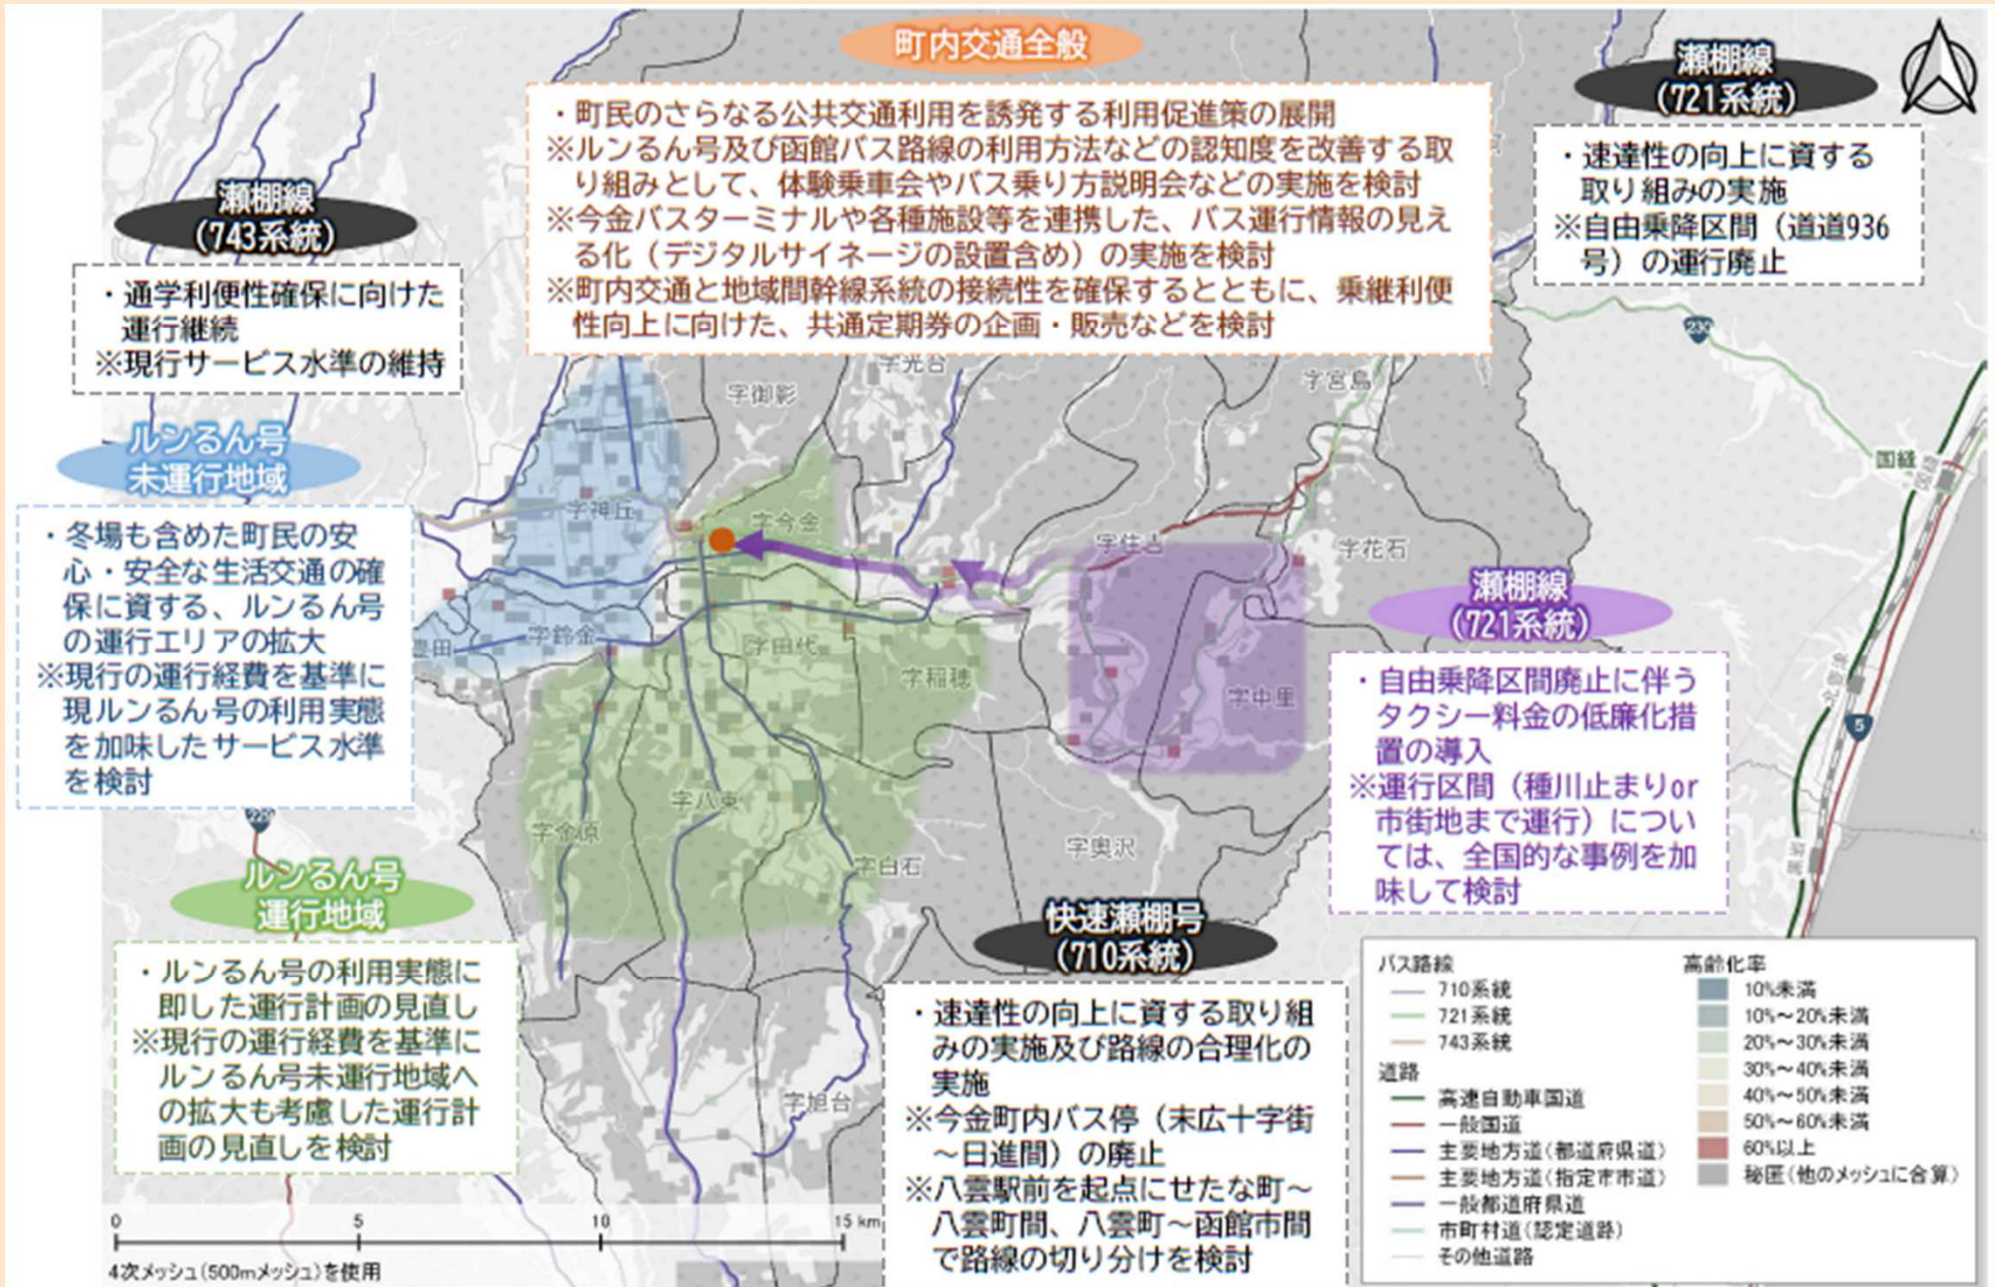 町内交通全般
・町民のさらなる公共交通利用を誘発する利用促進策の展開
※ルンるん号及び函館バス路線の利用方法などの認知度を改善する取
り組みとして、体験乗車会やバス乗り方説明会などの実施を検討
※今金バスターミナルや各種施設等を連携した、バス運行情報の見え
る化（デジタルサイネージの設置含め）の実施を検討
※町内交通と地域間幹線系統の接続性を確保するとともに、乗継利便
性向上に向けた、共通定期券の企画・販売などを検討
瀬棚線
（721系統）
・速達性の向上に資する
取り組みの実施
※自由乗降区間（道道936
号）の運行廃止
瀬棚線
（743系統）
・通学利便性確保に向けた
運行継続
※現行サービス水準の維持
ルンるん号
未運行地域
・冬場も含めた町民の安
心・安全な生活交通の確
保に資する、ルンるん号
の運行エリアの拡大
※現行の運行経費を基準に
現ルンるん号の利用実態
を加味したサービス水準
を検討
ルンるん号
運行地域
・ルンるん号の利用実態に
即した運行計画の見直し
※現行の運行経費を基準に
ルンるん号未運行地域へ
の拡大も考慮した運行計
画の見直しを検討
瀬棚線
（721系統）
・自由乗降区間廃止に伴う
タクシー料金の低廉化措
置の導入
※運行区間（種川止まりor
市街地まで運行）につい
ては、全国的な事例を加
味して検討
快速瀬棚号
（710系統）
・速達性の向上に資する取り組
みの実施及び路線の合理化の
実施
※今金町内バス停（末広十字街
～日進間）の廃止
※八雲駅前を起点にせたな町～
八雲町間、八雲町～函館市間
で路線の切り分けを検討
字御影
字光台
字宮島
字神丘
字今金
字住吉
字花石
豊田
字鈴金
字田代
字稲穂
字中里
字金原
字八束
字白石
字奥沢
字旭台
230
国縫
国縫
5
黒岩
バス路線
710系統
721系統
743系統
道路
高速自動車国道
一般国道
主要地方道（都道府県道）
主要地方道（指定市市道）
一般都道府県道
市町村道（認定道路）
その他道路
高齢化率
10%未満
10%～20%未満
20%～30%未満
30%～40%未満
40%～50%未満
50%～60%未満
60%以上
秘匿（他のメッシュに合算）
0 5 10 15 km
4次メッシュ（500mメッシュ）を使用